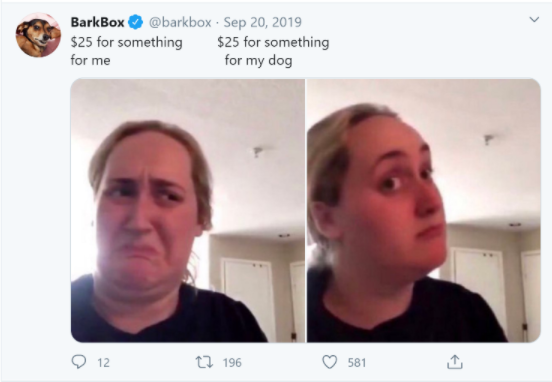 BarkBox @barkbox · Sep 20, 2019
$25 for something $25 for something
for me for my dog
12 196 581